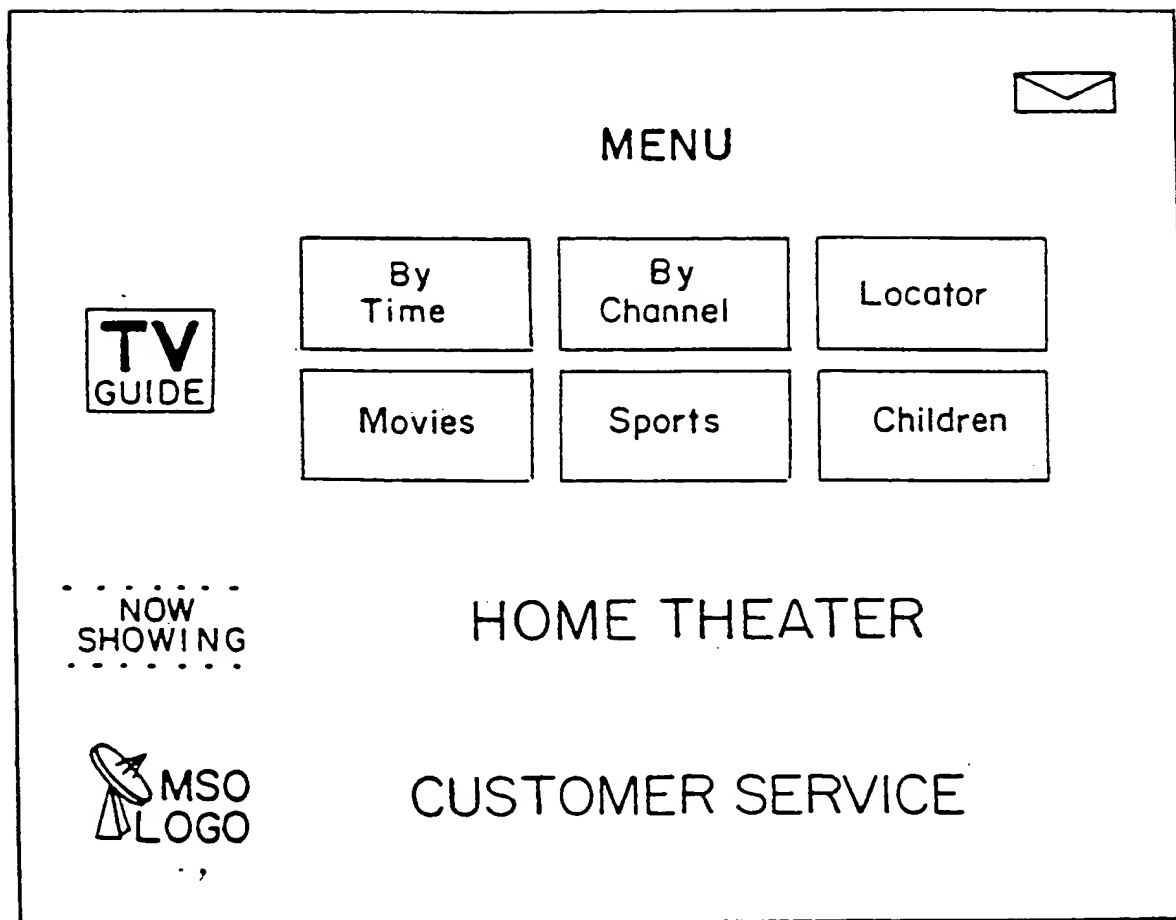 MENU
By
Time
By
Channel
Locator
TV
GUIDE
Movies
Sports
Children
NOW
SHOWING
HOME THEATER
MSO
LOGO
CUSTOMER SERVICE